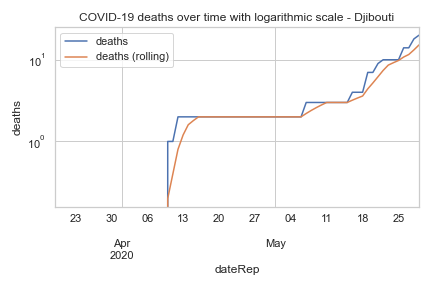 COVID-19 deaths over time with logarithmic scale - Djibouti
deaths
deaths (rolling)
10¹
10⁰
deaths
23 30 06 13 20 27 04 11 18 25
Apr May
2020
dateRep